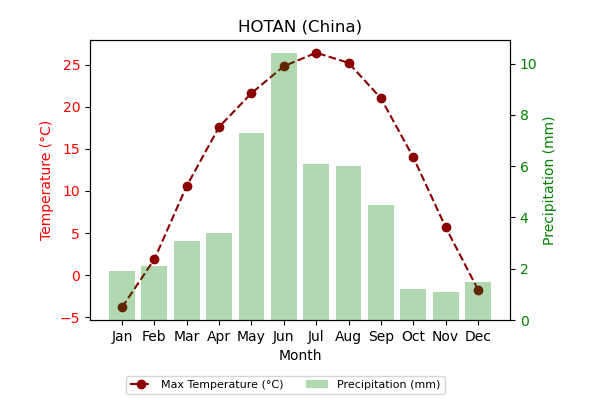 HOTAN (China)
Temperature (°C)
25
20
15
10
5
0
−5
10
8
6
4
2
0
Precipitation (mm)
Jan Feb Mar Apr May Jun Jul Aug Sep Oct Nov Dec
Month
Max Temperature (°C) Precipitation (mm)